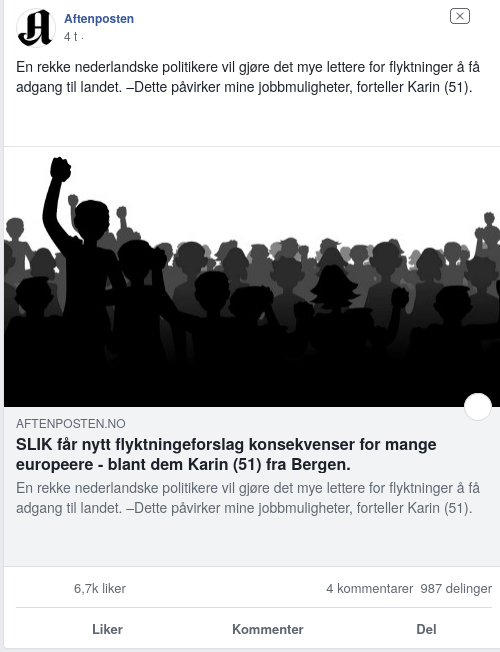 Aftenposten
4 t ·
En rekke nederlandske politikere vil gjøre det mye lettere for flyktninger å få
adgang til landet. –Dette påvirker mine jobbmuligheter, forteller Karin (51).
AFTENPOSTEN.NO
SLIK får nytt flyktningeforslag konsekvenser for mange
europeere - blant dem Karin (51) fra Bergen.
En rekke nederlandske politikere vil gjøre det mye lettere for flyktninger å få
adgang til landet. –Dette påvirker mine jobbmuligheter, forteller Karin (51).
6,7k liker 4 kommentarer 987 delinger
Liker Kommenter Del